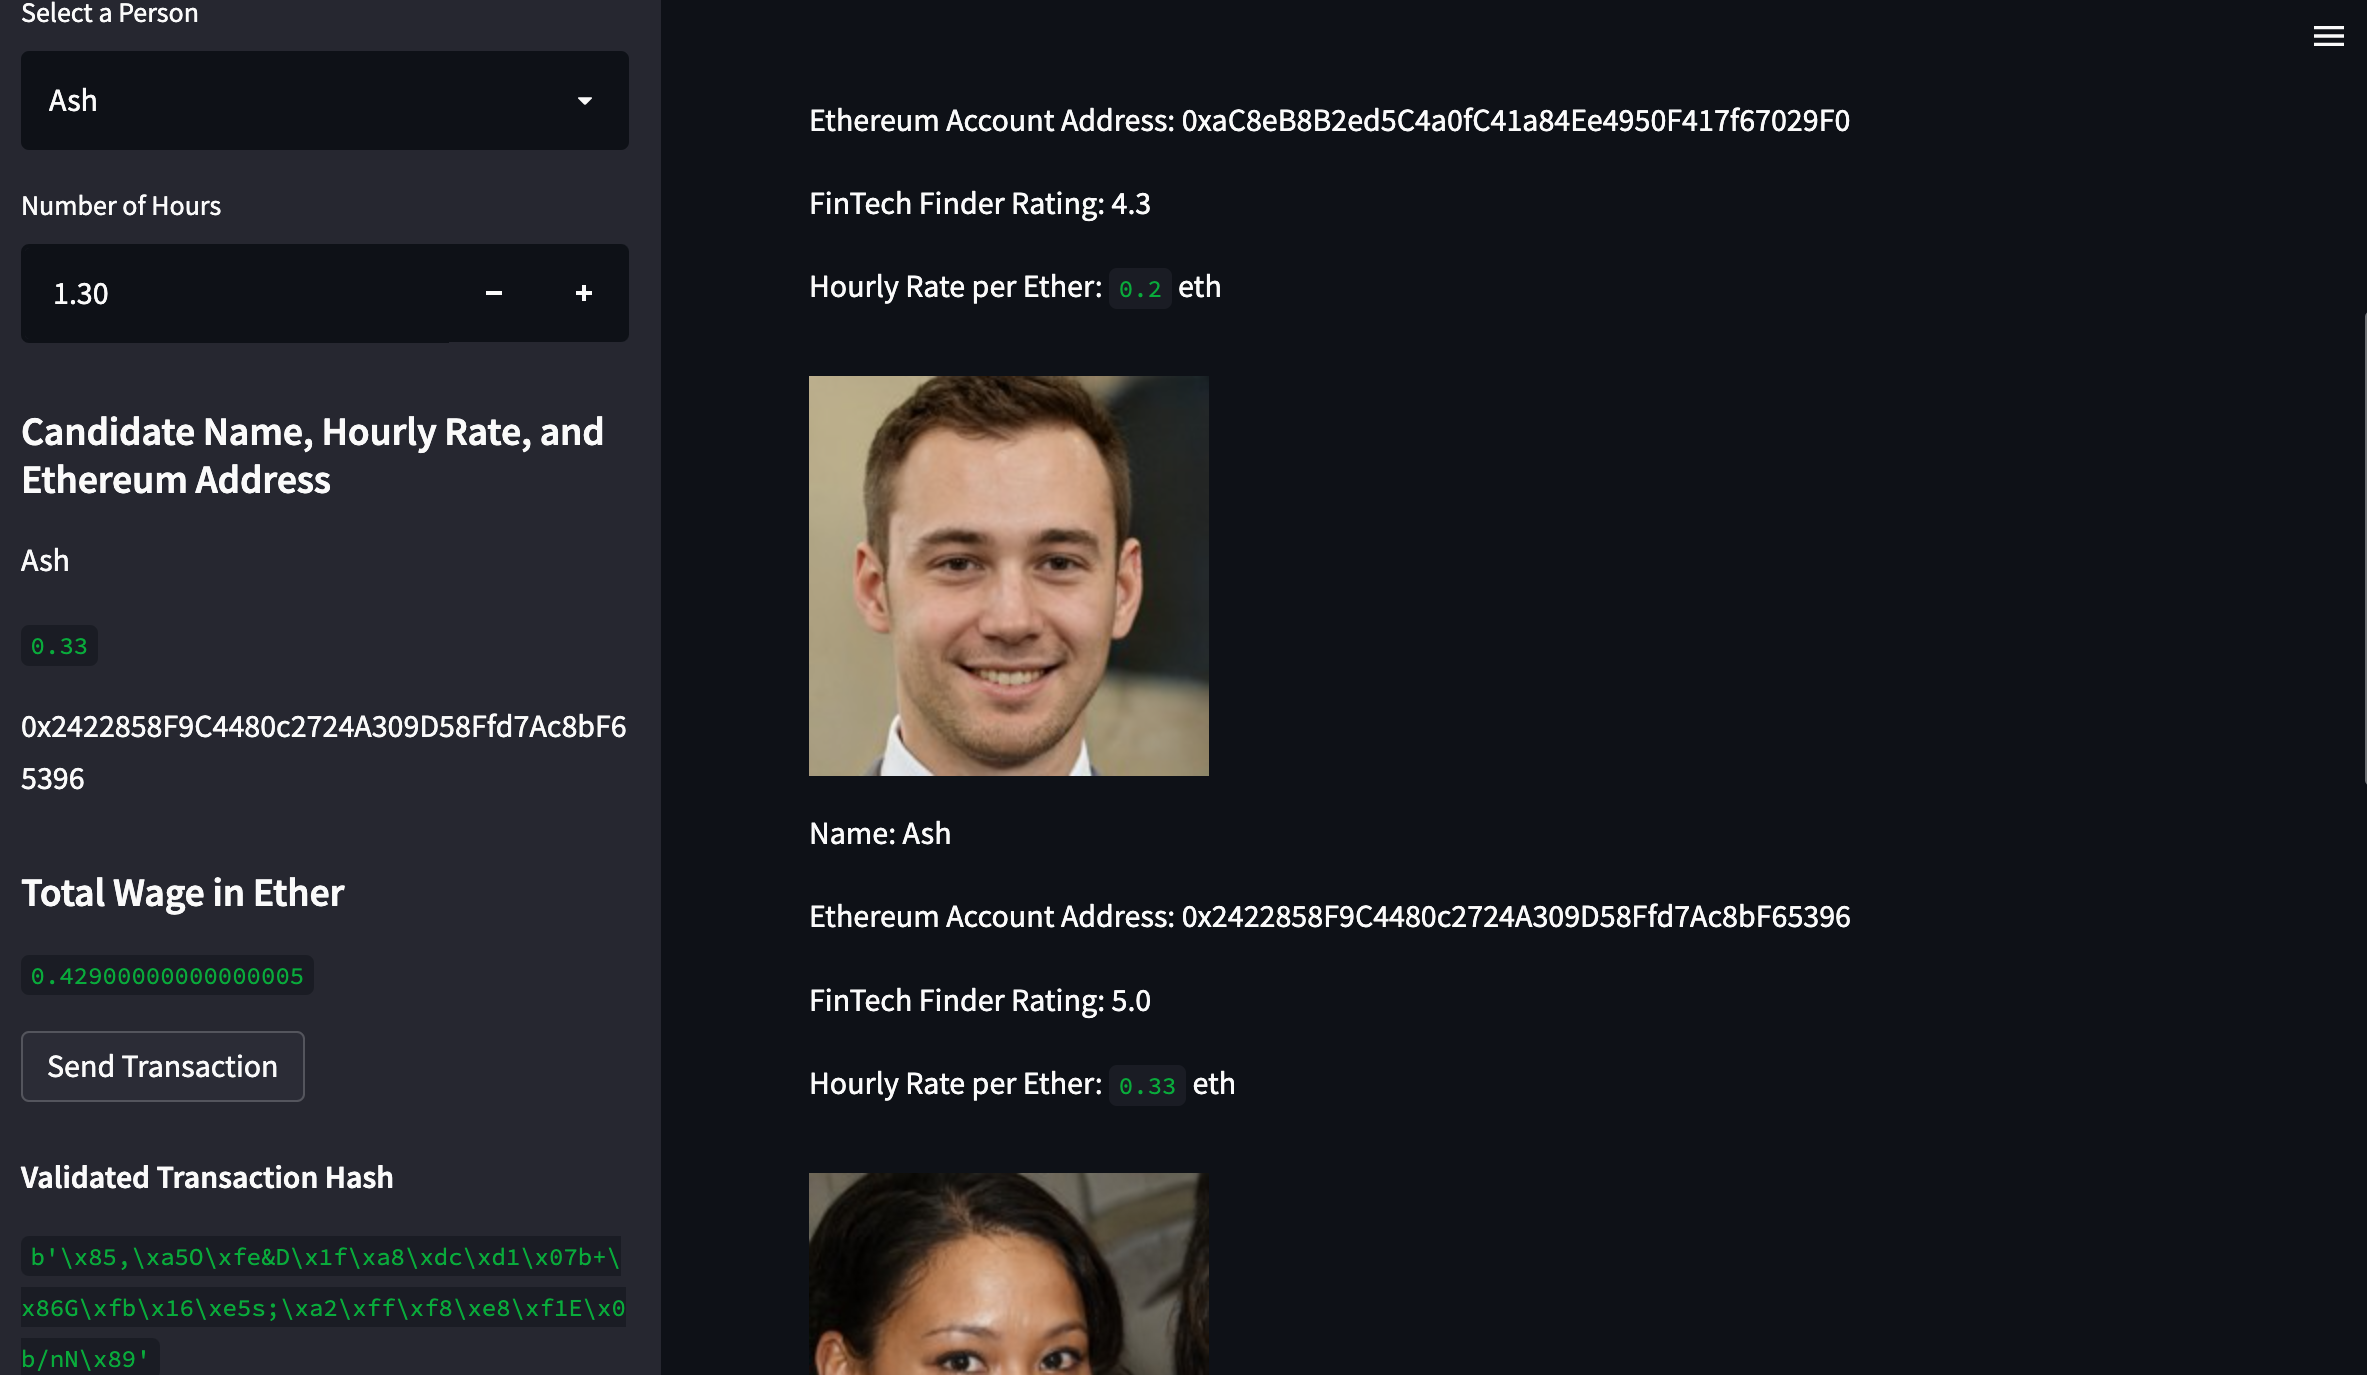 Select a Person
Ash
Number of Hours
1.30
Candidate Name, Hourly Rate, and
Ethereum Address
Ash
0.33
0x2422858F9C4480c2724A309D58Ffd7Ac8bF6
5396
Total Wage in Ether
0.42900000000000005
Send Transaction
Validated Transaction Hash
b'\x85,\xa5O\xfe&D\x1f\xa8\xdc\xd1\x07b+\
x86G\xfb\x16\xe5s;\xa2\xff\xf8\xe8\xf1E\x0
b/nN\x89'
Ethereum Account Address: 0xaC8eB8B2ed5C4a0fC41a84Ee4950F417f67029F0
FinTech Finder Rating: 4.3
Hourly Rate per Ether: 0.2 eth
Name: Ash
Ethereum Account Address: 0x2422858F9C4480c2724A309D58Ffd7Ac8bF65396
FinTech Finder Rating: 5.0
Hourly Rate per Ether: 0.33 eth